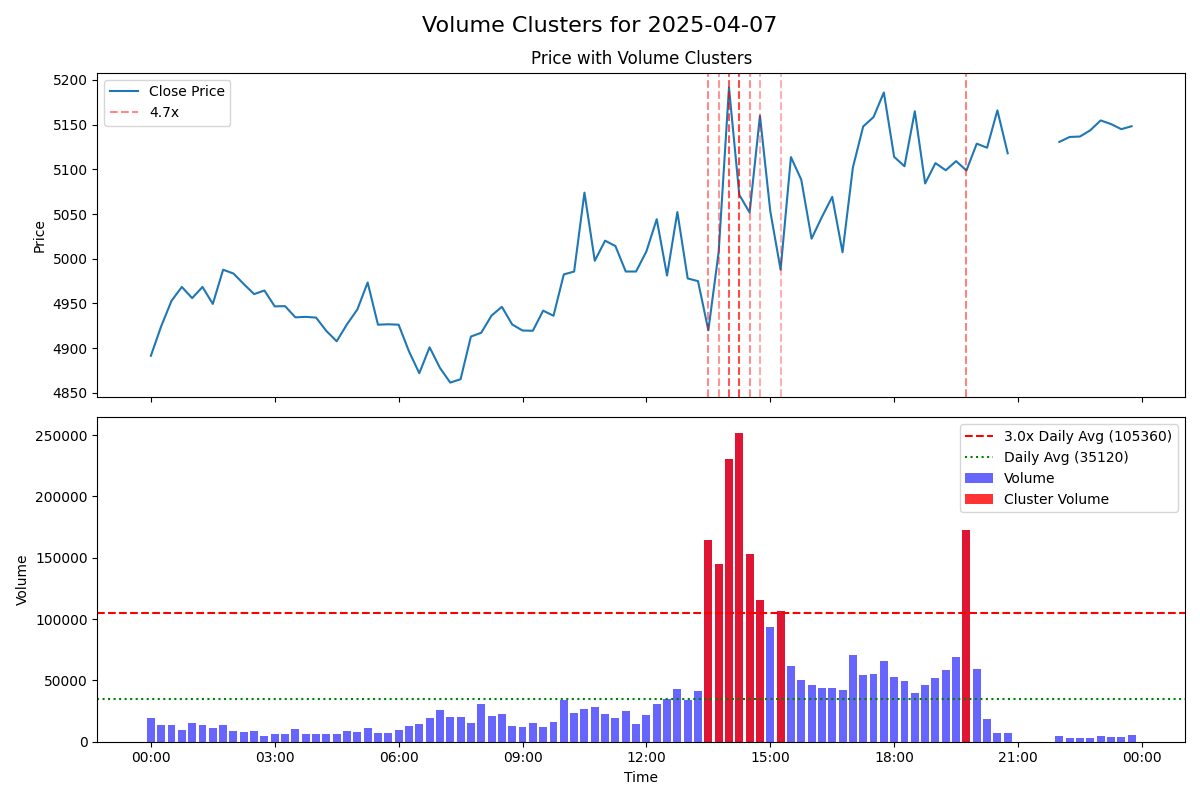 Volume Clusters for 2025-04-07
Price with Volume Clusters
Close Price
4.7x
5200
5150
5100
5050
5000
4950
4900
4850
Price
3.0x Daily Avg (105360)
Daily Avg (35120)
Volume
Cluster Volume
250000
200000
150000
100000
50000
0
Volume
00:00 03:00 06:00 09:00 12:00 15:00 18:00 21:00 00:00
Time